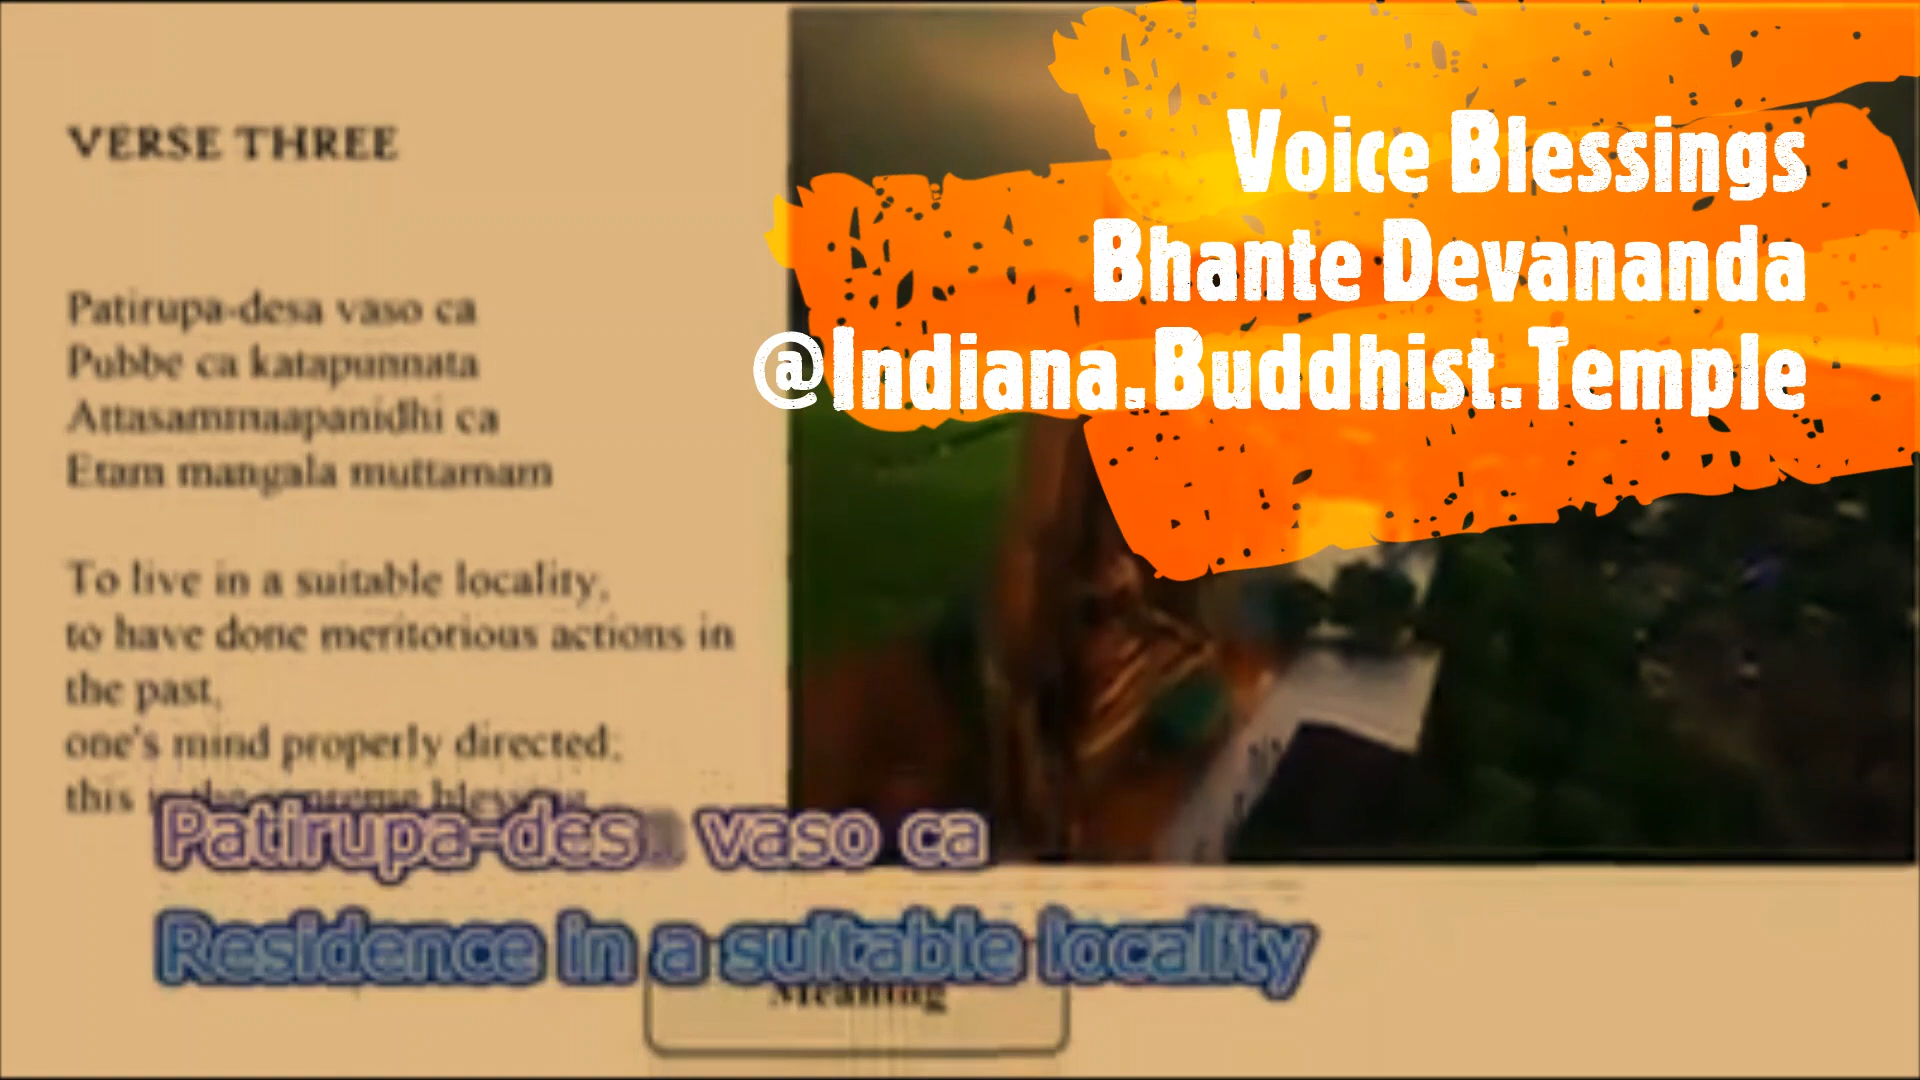 VERSE THREE
Patirupa-desa vaso ca
Pubbe ca katapunnata
Attasammaapanidhi ca
Etam mangala muttamam
To live in a suitable locality,
to have done meritorious actions in
the past,
one's mind properly directed;
this
Voice Blessings
Bhante Devananda
@Indiana.Buddhist.Temple
Patirupa-desa vaso ca
Residence in a suitable locality
Meaning